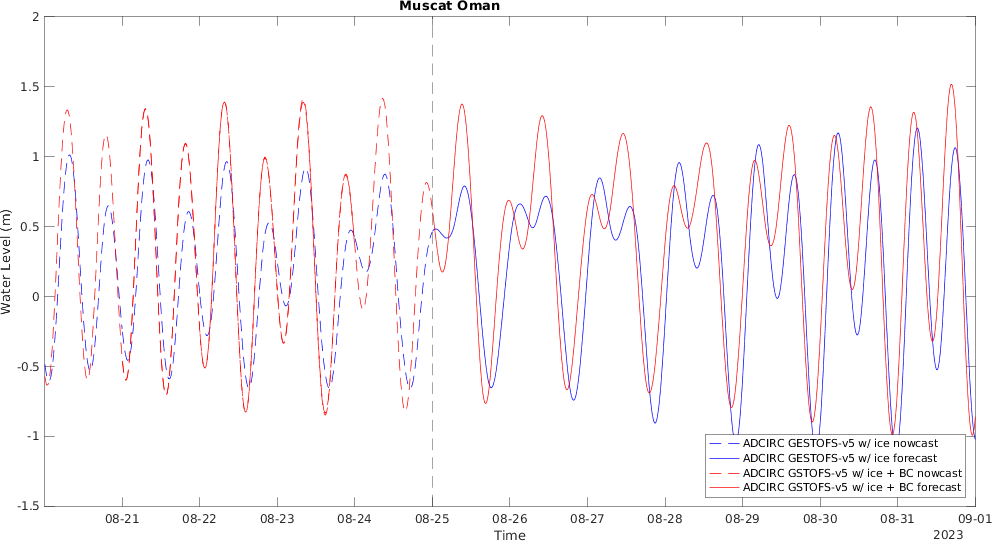 Muscat Oman
2
1.5
1
0.5
0
-0.5
-1
-1.5
Water Level (m)
08-21 08-22 08-23 08-24 08-25 08-26 08-27 08-28 08-29 08-30 08-31 09-01
2023
Time
ADCIRC GESTOFS-v5 w/ ice nowcast
ADCIRC GESTOFS-v5 w/ ice forecast
ADCIRC GSTOFS-v5 w/ ice + BC nowcast
ADCIRC GSTOFS-v5 w/ ice + BC forecast